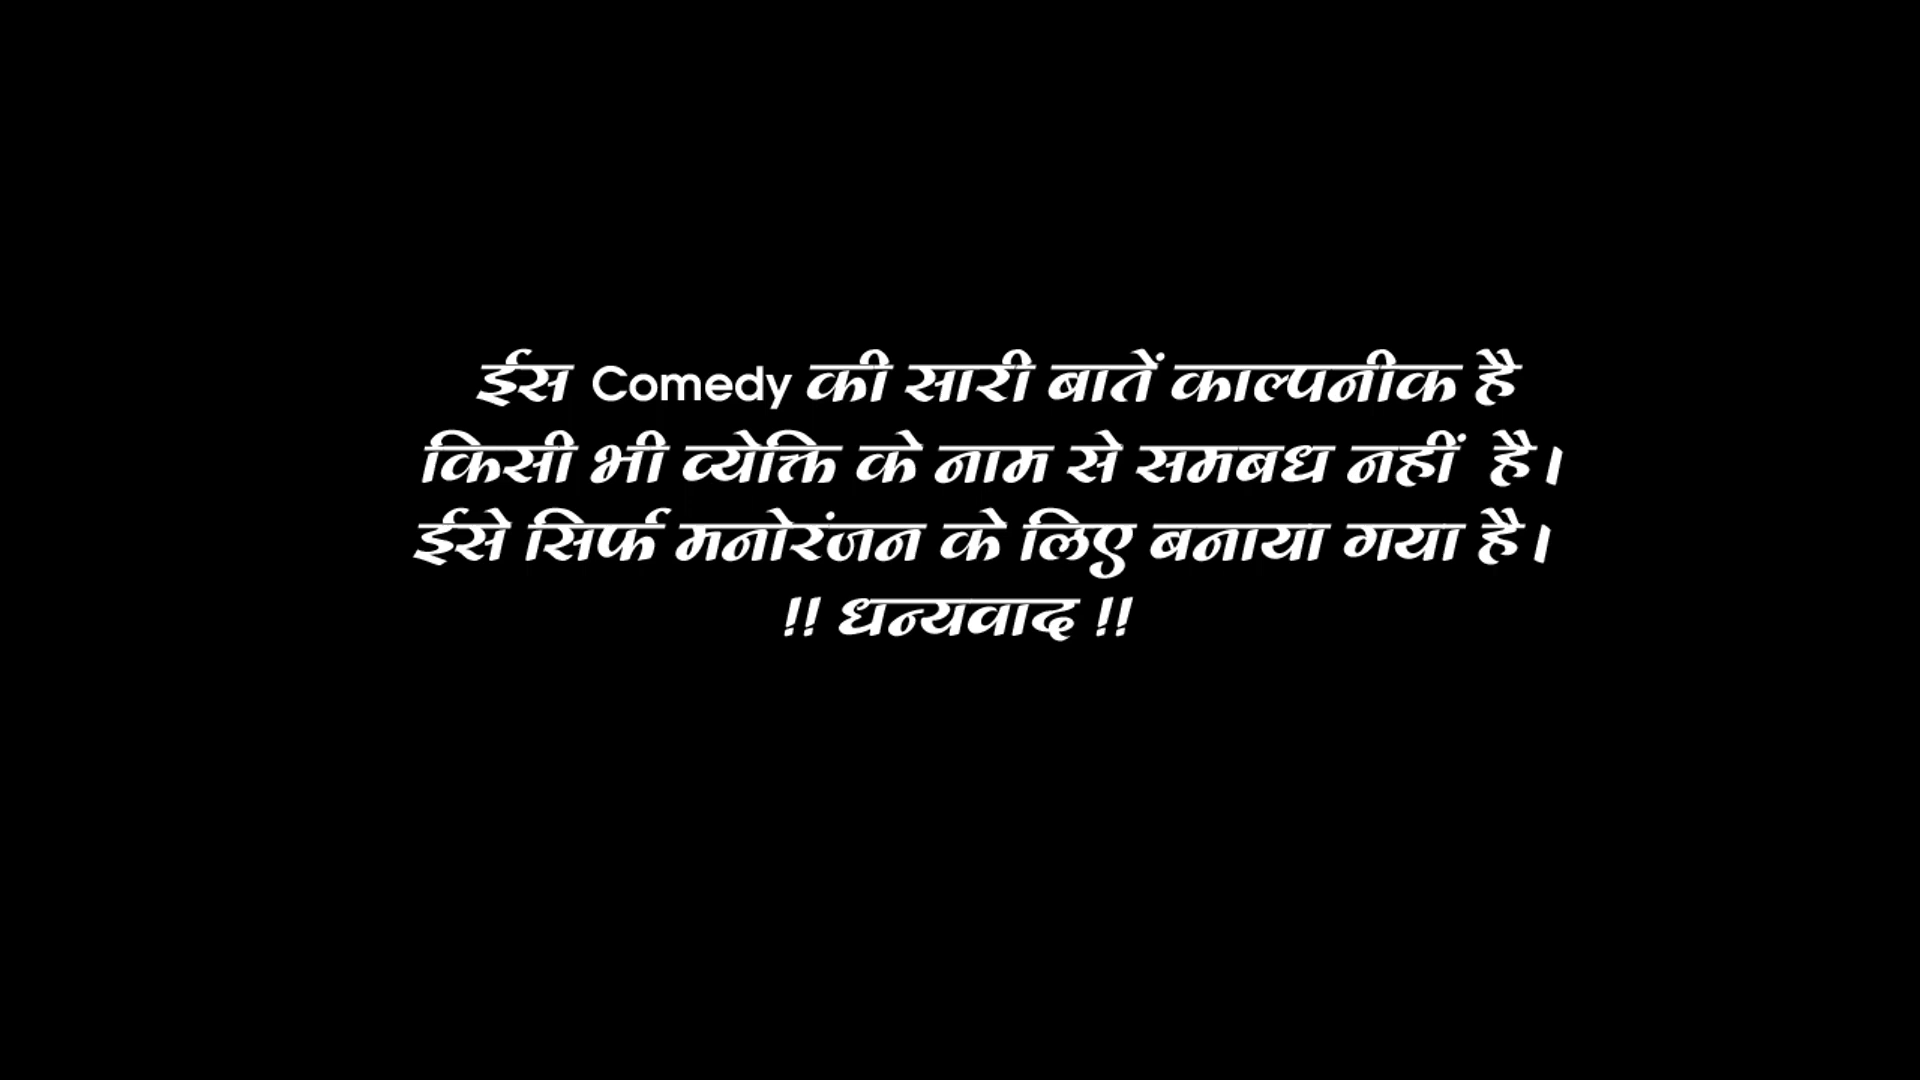 ईस Comedy की सारी बातें काल्पनीक है
किसी भी व्येक्ति के नाम से समबध नहीं है।
ईसे सिर्फ मनोरंजन के लिए बनाया गया है।
!! धन्यवाद !!